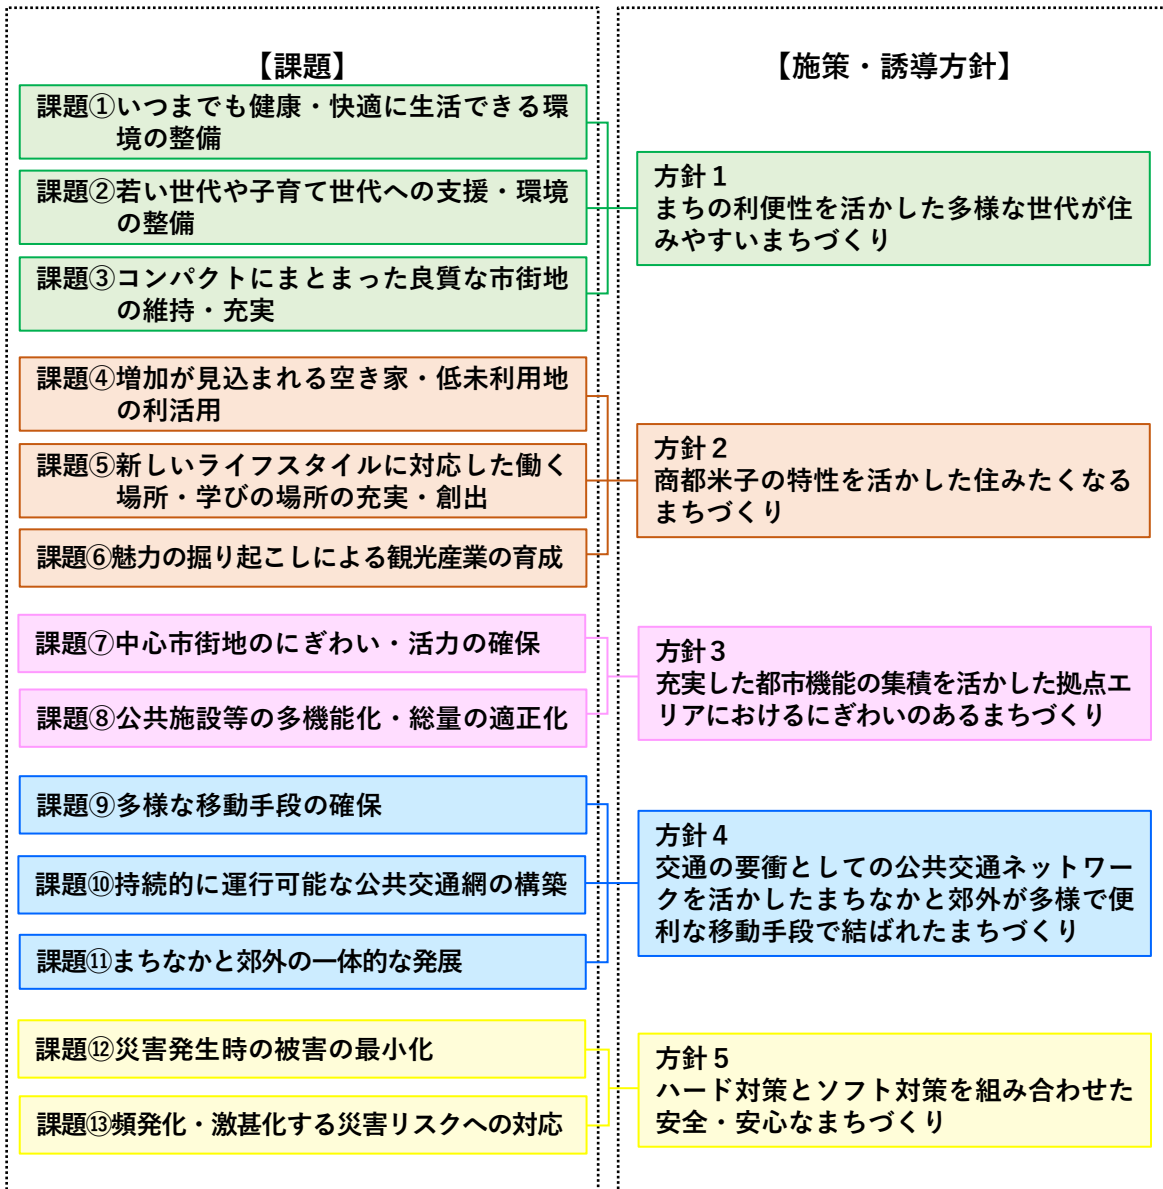 【課題】
課題①いつまでも健康・快適に生活できる環
境の整備
課題②若い世代や子育て世代への支援・環境
の整備
課題③コンパクトにまとまった良質な市街地
の維持・充実
課題④増加が見込まれる空き家・低未利用地
の利活用
課題⑤新しいライフスタイルに対応した働く
場所・学びの場所の充実・創出
課題⑥魅力の掘り起こしによる観光産業の育成
課題⑦中心市街地のにぎわい・活力の確保
課題⑧公共施設等の多機能化・総量の適正化
課題⑨多様な移動手段の確保
課題⑩持続的に運行可能な公共交通網の構築
課題⑪まちなかと郊外の一体的な発展
課題⑫災害発生時の被害の最小化
課題⑬頻発化・激甚化する災害リスクへの対応
【施策・誘導方針】
方針１
まちの利便性を活かした多様な世代が住
みやすいまちづくり
方針２
商都米子の特性を活かした住みたくなる
まちづくり
方針３
充実した都市機能の集積を活かした拠点エ
リアにおけるにぎわいのあるまちづくり
方針４
交通の要衝としての公共交通ネットワー
クを活かしたまちなかと郊外が多様で便
利な移動手段で結ばれたまちづくり
方針５
ハード対策とソフト対策を組み合わせた
安全・安心なまちづくり